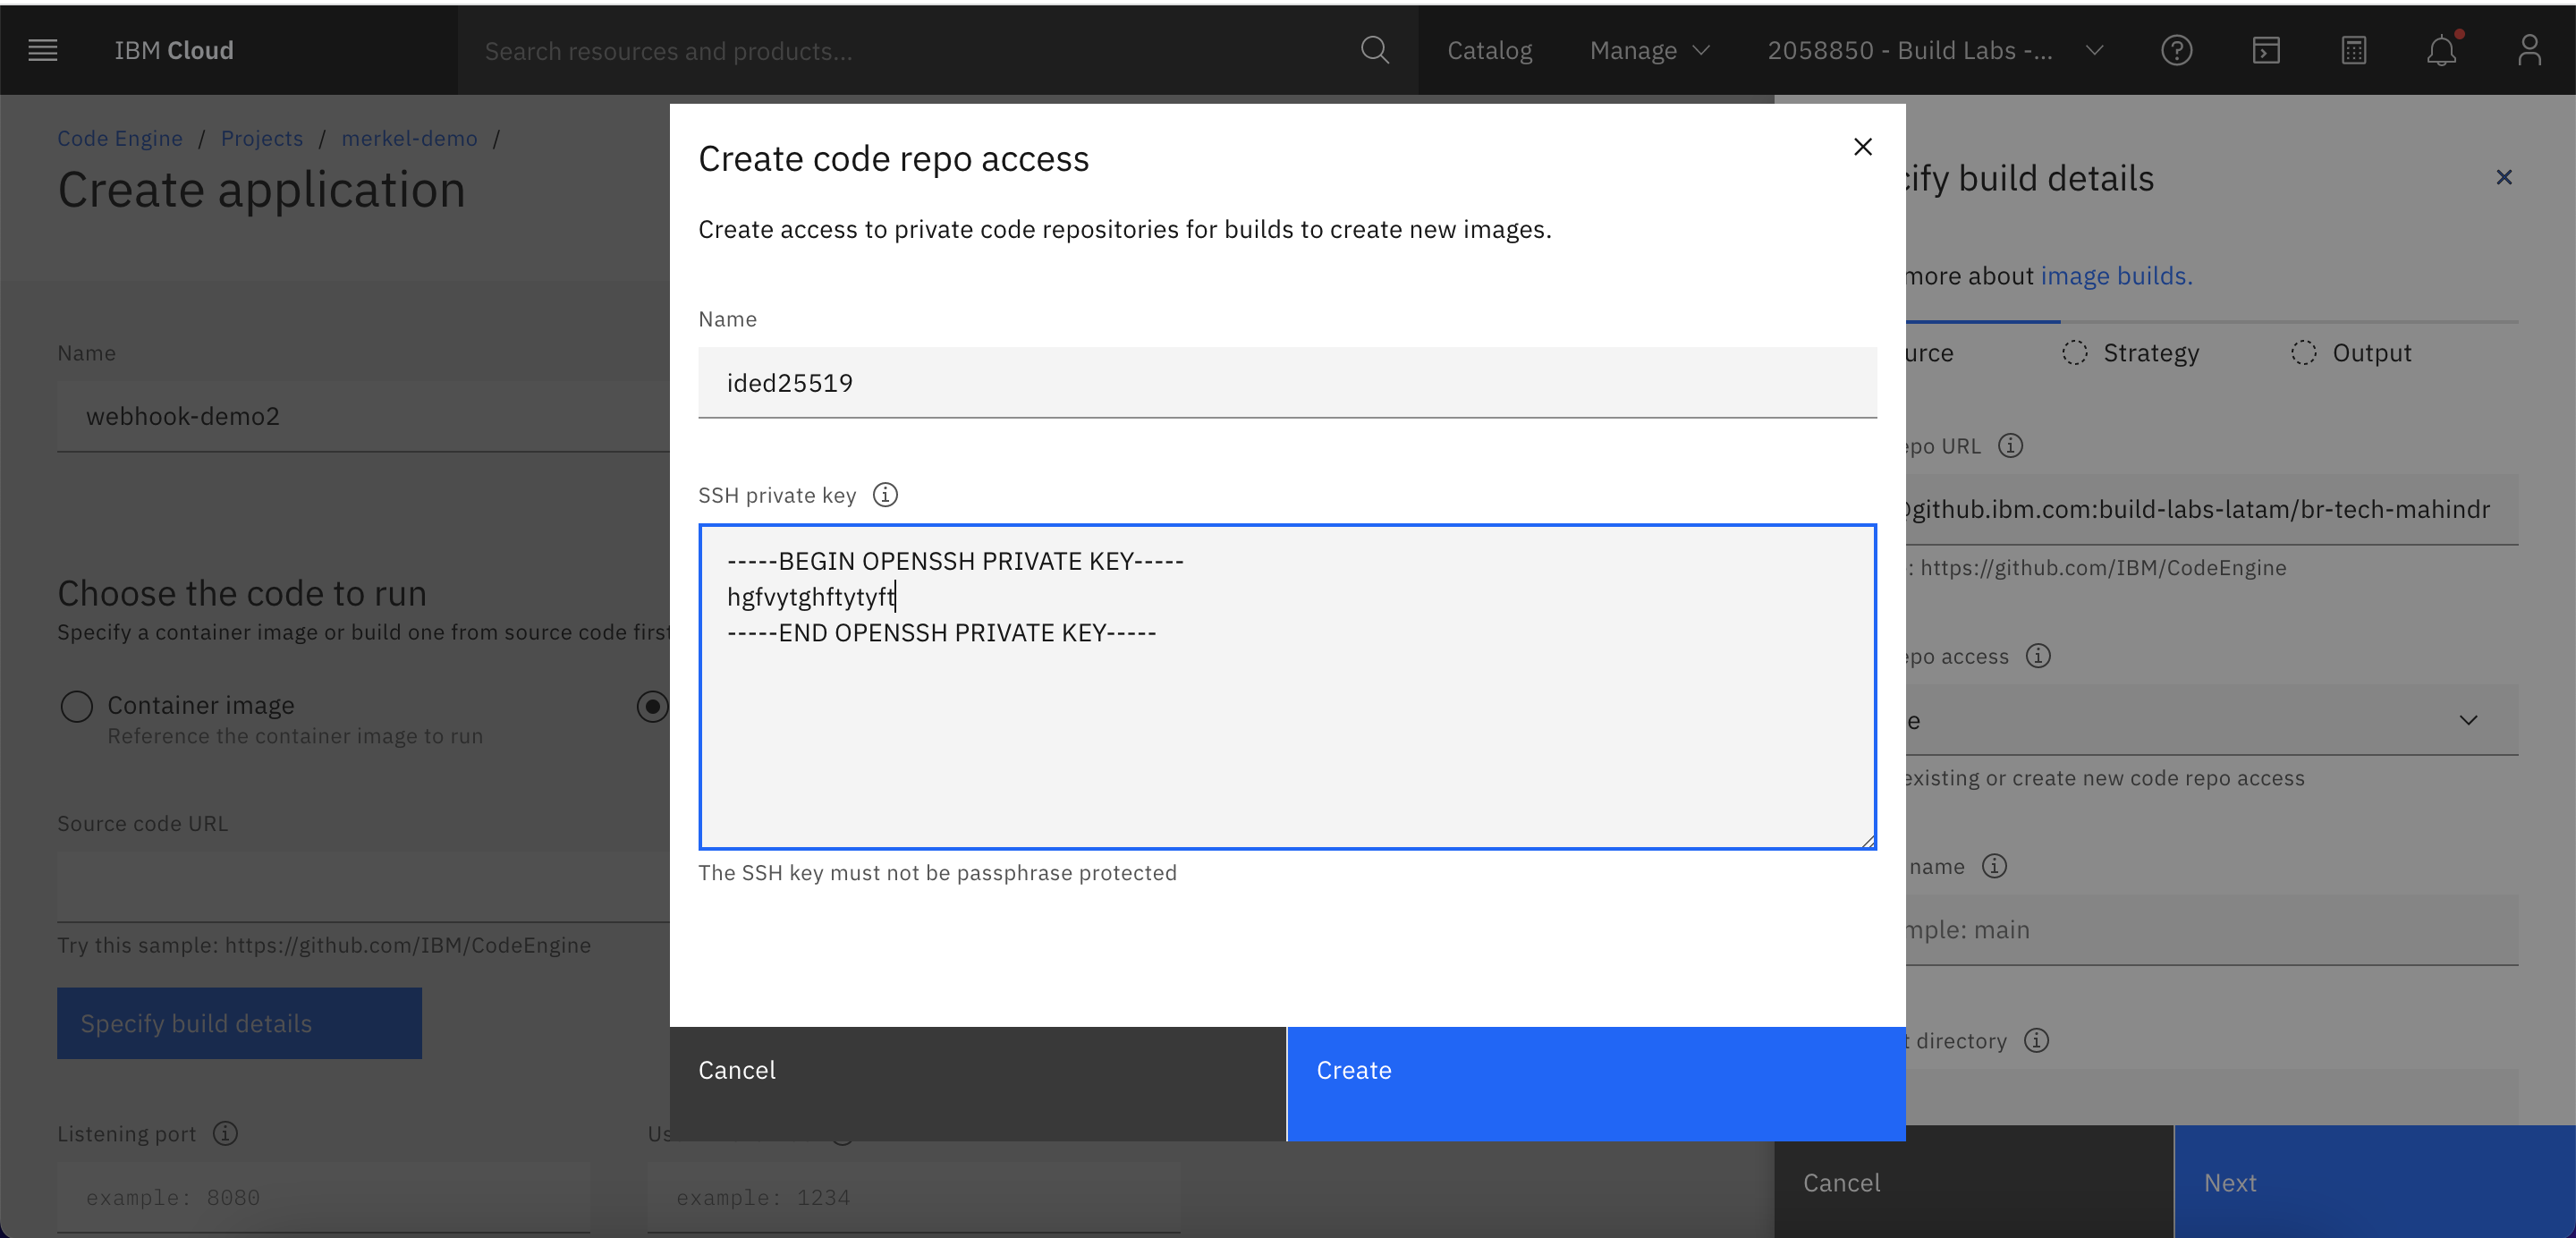 IBM Cloud
Search resources and products...
Catalog
Manage
2058850 - Build Labs -...
Code Engine / Projects / merkel-demo /
Create application
Name
webhook-demo2
Choose the code to run
Specify a container image or build one from source code first
Container image
Reference the container image to run
Source code URL
Try this sample: https://github.com/IBM/CodeEngine
Specify build details
Listening port
example: 8080
example: 1234
Create code repo access
Create access to private code repositories for builds to create new images.
Name
ided25519
SSH private key
-----BEGIN OPENSSH PRIVATE KEY-----
hgfvytghftytyft
-----END OPENSSH PRIVATE KEY-----
The SSH key must not be passphrase protected
Cancel
Create
build details
more about image builds.
Strategy
Output
URL
github.ibm.com:build-labs-latam/br-tech-mahindr
: https://github.com/IBM/CodeEngine
access
existing or create new code repo access
name
main
directory
Cancel
Next